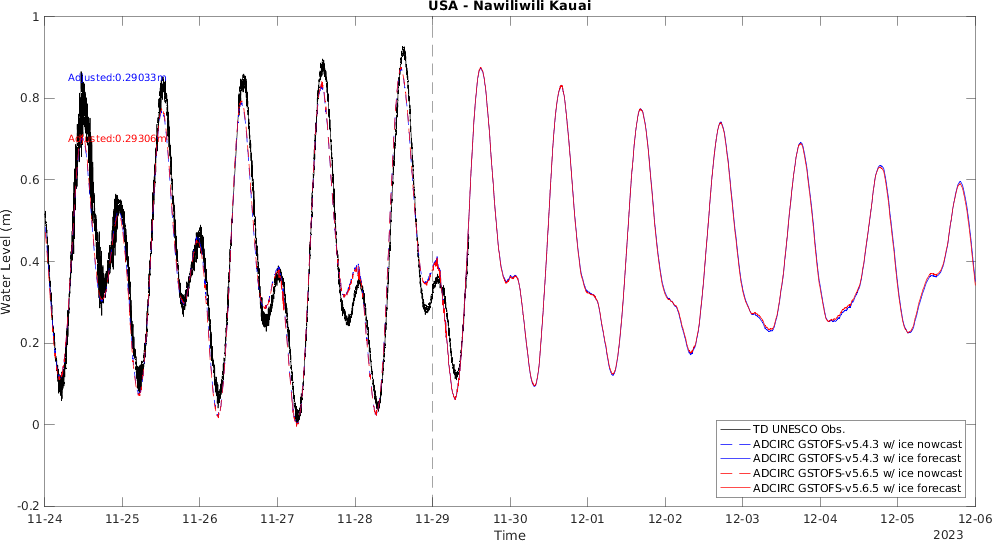 USA - Nawiliwili Kauai
Water Level (m)
1
0.8
0.6
0.4
0.2
0
-0.2
Adjusted:0.29033m
Adjusted:0.29306m
TD UNESCO Obs.
ADCIRC GSTOFS-v5.4.3 w/ ice nowcast
ADCIRC GSTOFS-v5.4.3 w/ ice forecast
ADCIRC GSTOFS-v5.6.5 w/ ice nowcast
ADCIRC GSTOFS-v5.6.5 w/ ice forecast
11-24 11-25 11-26 11-27 11-28 11-29 11-30 12-01 12-02 12-03 12-04 12-05 12-06
Time
2023